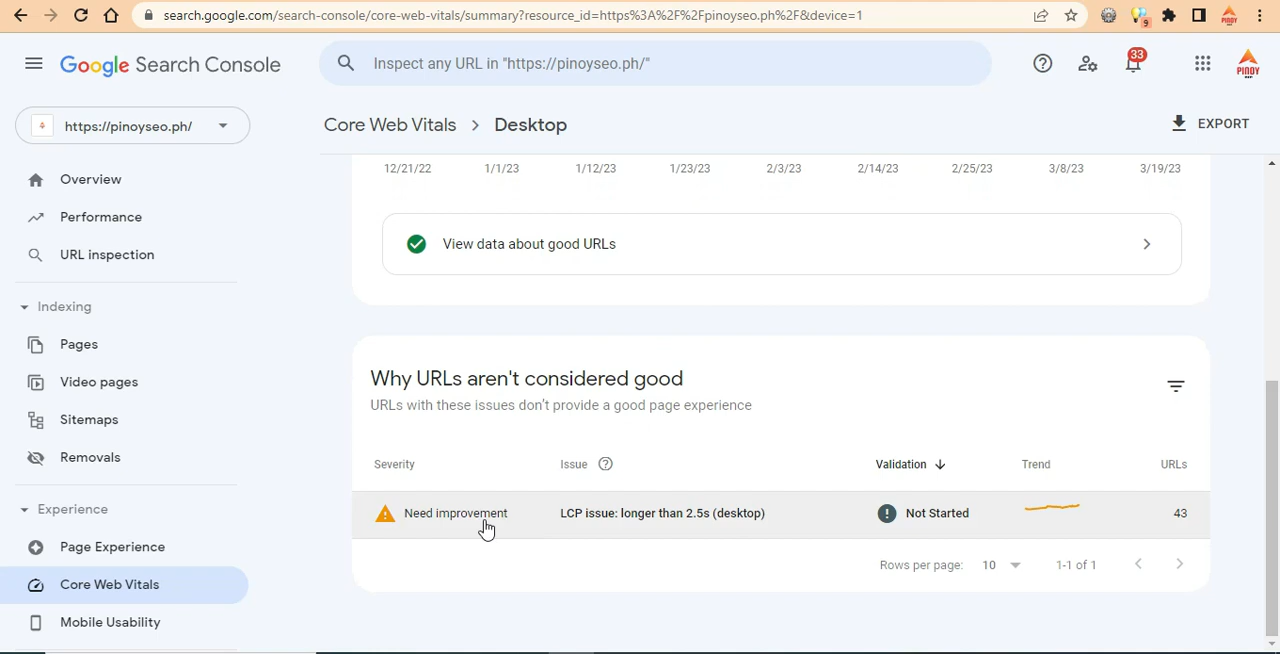 search.google.com/search-console/core-web-vitals/summary?resource_id=https%3A%2F%2Fpinoyseo.ph%2F&device=1
9
PINOY
Google Search Console
Inspect any URL in "https://pinoyseo.ph/"
33
PINOY
https://pinoyseo.ph/
Core Web Vitals > Desktop
EXPORT
Overview
Performance
URL inspection
Indexing
Pages
Video pages
Sitemaps
Removals
Experience
Page Experience
Core Web Vitals
Mobile Usability
12/21/22 1/1/23 1/12/23 1/23/23 2/3/23 2/14/23 2/25/23 3/8/23 3/19/23
View data about good URLs
Why URLs aren't considered good
URLs with these issues don't provide a good page experience
Severity Issue Validation Trend URLs
Need improvement LCP issue: longer than 2.5s (desktop) Not Started 43
Rows per page: 10 1-1 of 1